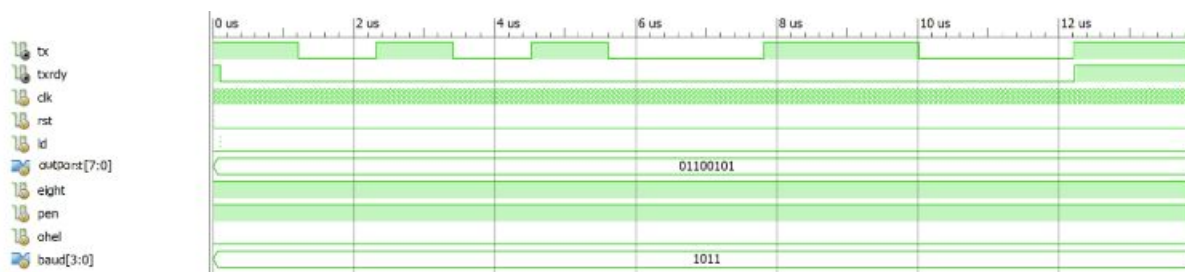 0 us 2 us 4 us 6 us 8 us 10 us 12 us
tx
txrdy
clk
rst
ld
outport[7:0] 01100101
eight
pen
ohel
baud[3:0] 1011